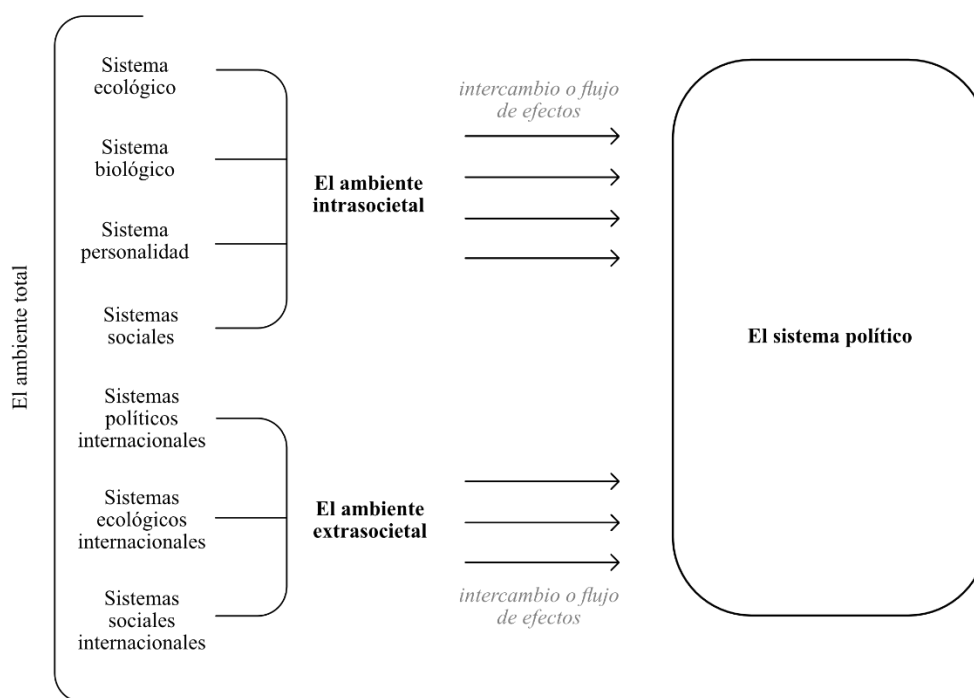 El ambiente total
Sistema
ecológico
Sistema
biológico
Sistema
personalidad
Sistemas
sociales
El ambiente
intrasocietal
intercambio o flujo
de efectos
Sistemas
políticos
internacionales
Sistemas
ecológicos
internacionales
Sistemas
sociales
internacionales
El ambiente
extrasocietal
intercambio o flujo
de efectos
El sistema político